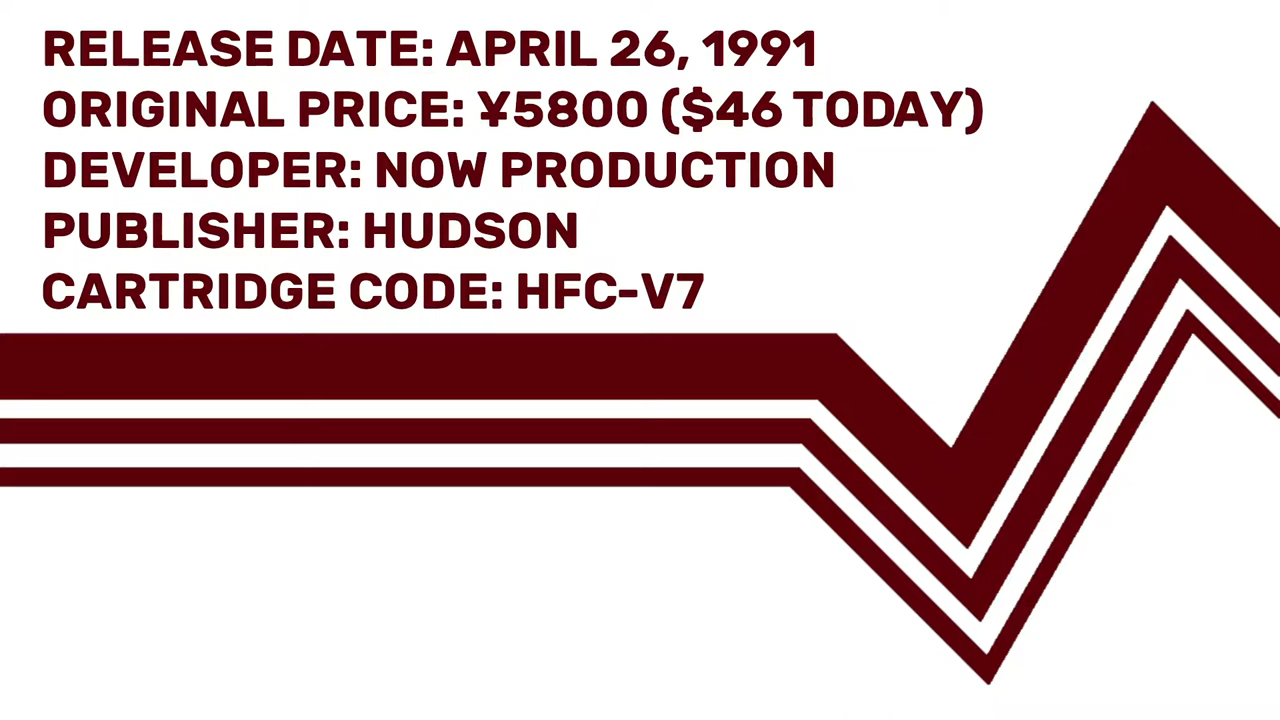 RELEASE DATE: APRIL 26, 1991
ORIGINAL PRICE: ¥5800 ($46 TODAY)
DEVELOPER: NOW PRODUCTION
PUBLISHER: HUDSON
CARTRIDGE CODE: HFC-V7